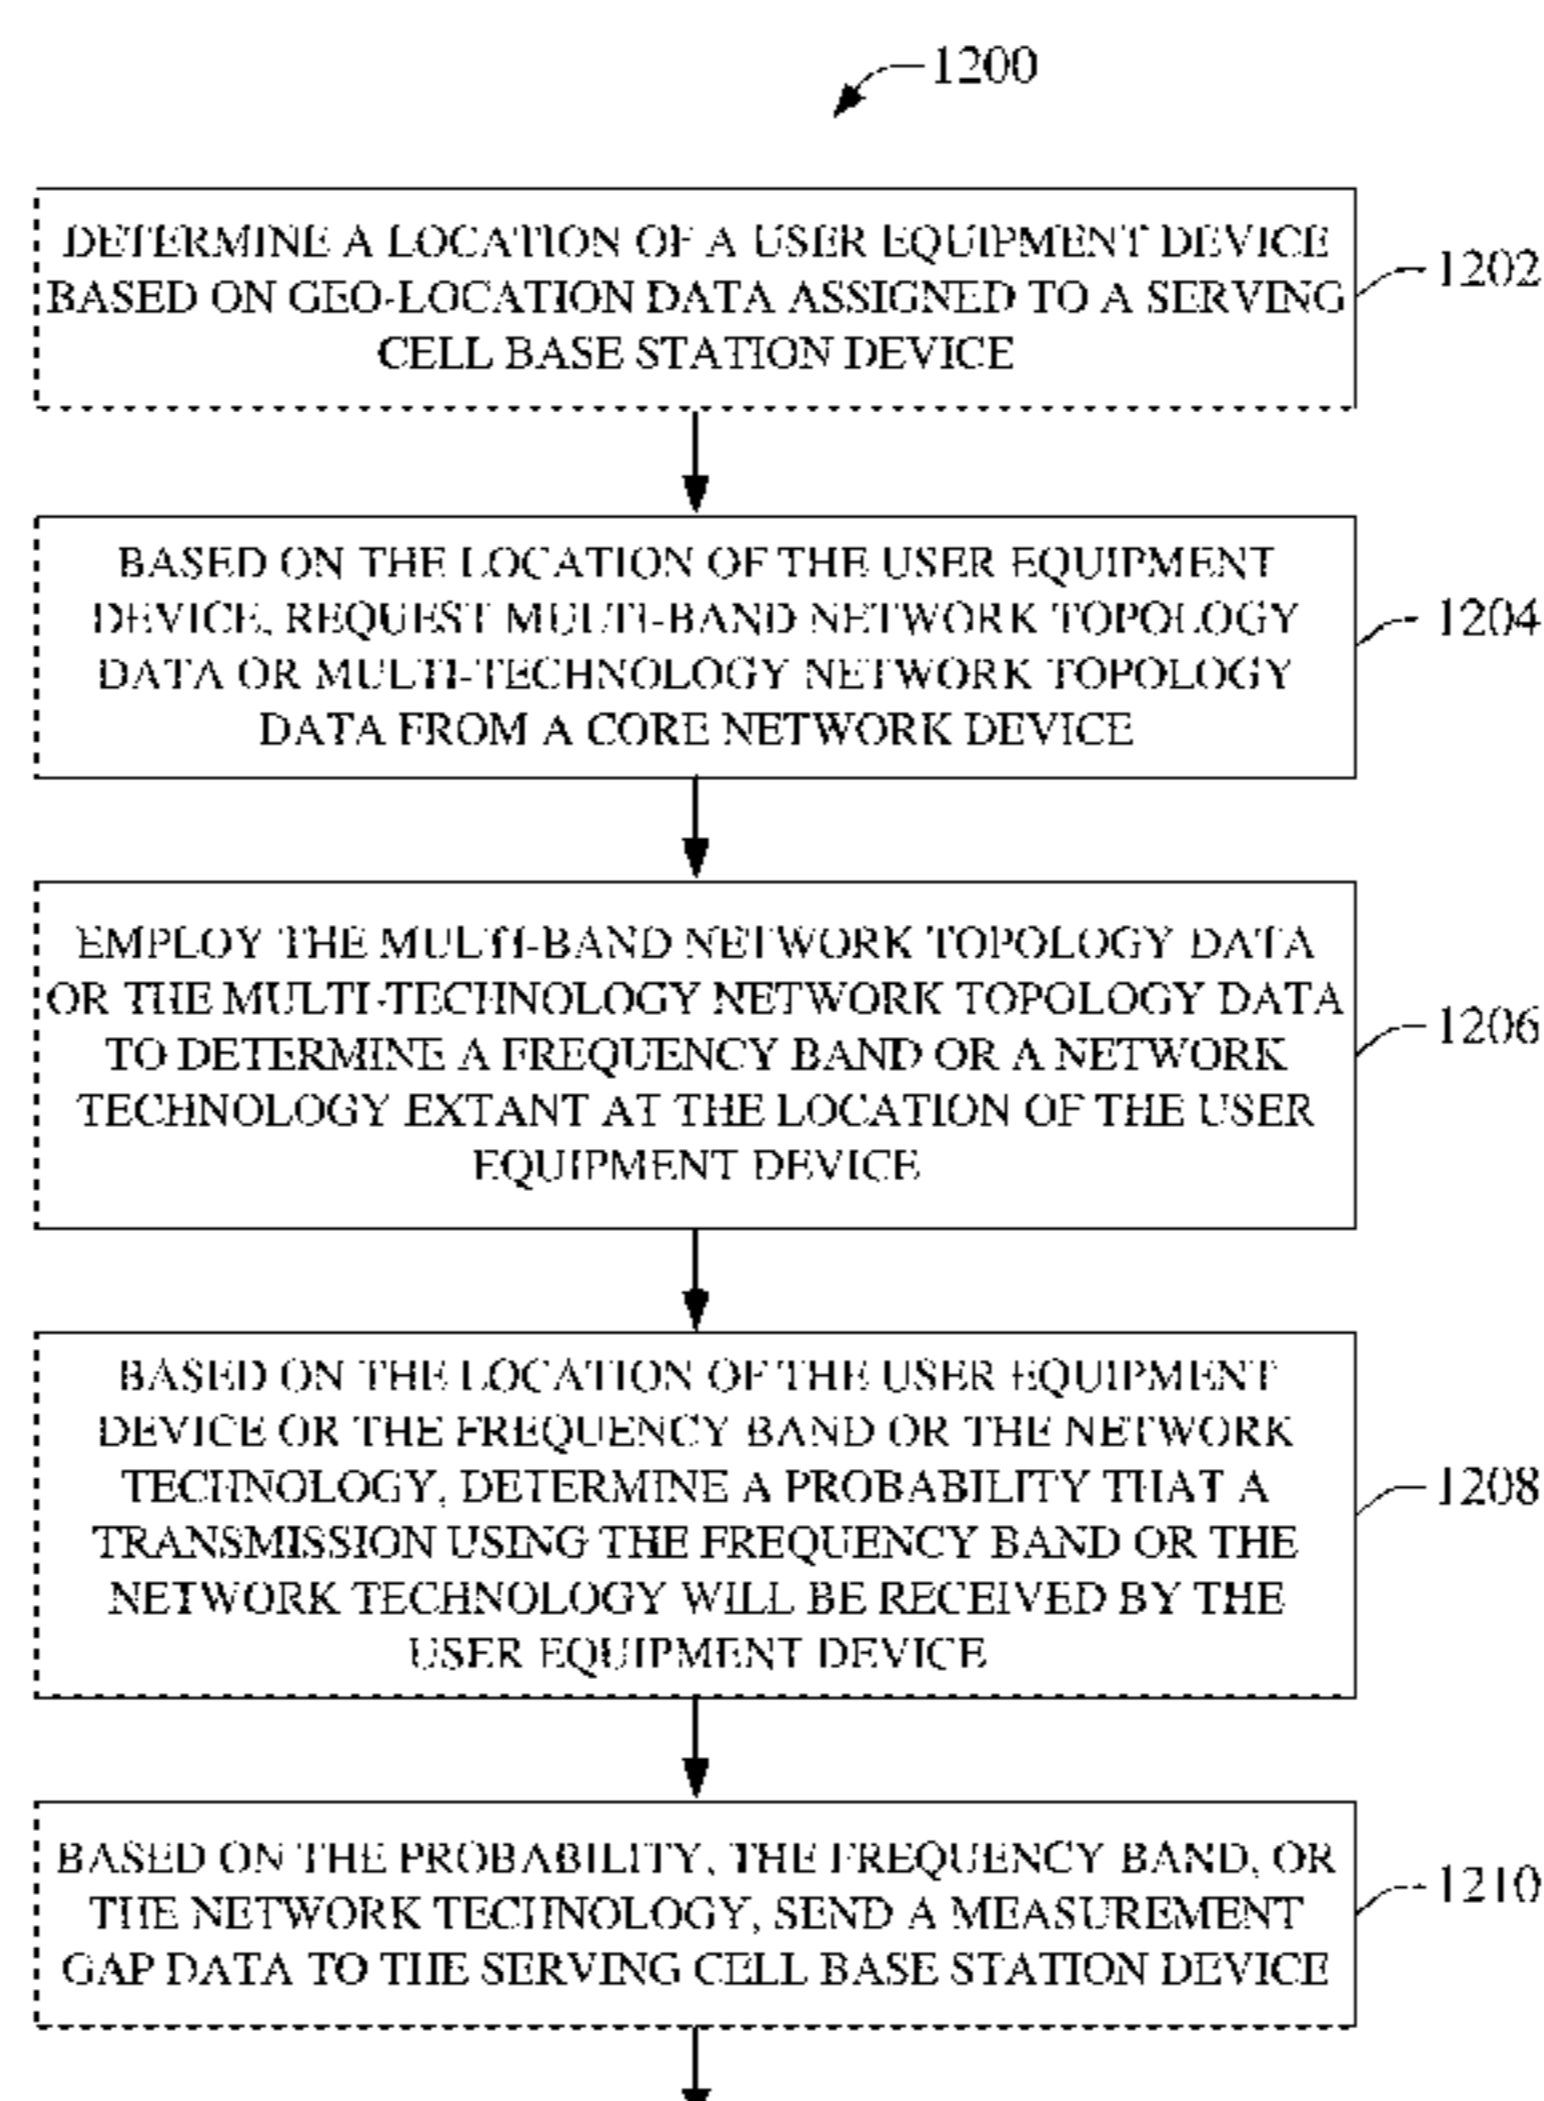 1200
DETERMINE A LOCATION OF A USER EQUIPMENT DEVICE
BASED ON GEO-LOCATION DATA ASSIGNED TO A SERVING
CELL BASE STATION DEVICE
1202
BASED ON THE LOCATION OF THE USER EQUIPMENT
DEVICE, REQUEST MULTI-BAND NETWORK TOPOLOGY
DATA OR MULTI-TECHNOLOGY NETWORK TOPOLOGY
DATA FROM A CORE NETWORK DEVICE
1204
EMPLOY THE MULTI-BAND NETWORK TOPOLOGY DATA
OR THE MULTI-TECHNOLOGY NETWORK TOPOLOGY DATA
TO DETERMINE A FREQUENCY BAND OR A NETWORK
TECHNOLOGY EXTANT AT THE LOCATION OF THE USER
EQUIPMENT DEVICE
1206
BASED ON THE LOCATION OF THE USER EQUIPMENT
DEVICE OR THE FREQUENCY BAND OR THE NETWORK
TECHNOLOGY, DETERMINE A PROBABILITY THAT A
TRANSMISSION USING THE FREQUENCY BAND OR THE
NETWORK TECHNOLOGY WILL BE RECEIVED BY THE
USER EQUIPMENT DEVICE
1208
BASED ON THE PROBABILITY, THE FREQUENCY BAND, OR
THE NETWORK TECHNOLOGY, SEND A MEASUREMENT
GAP DATA TO THE SERVING CELL BASE STATION DEVICE
1210